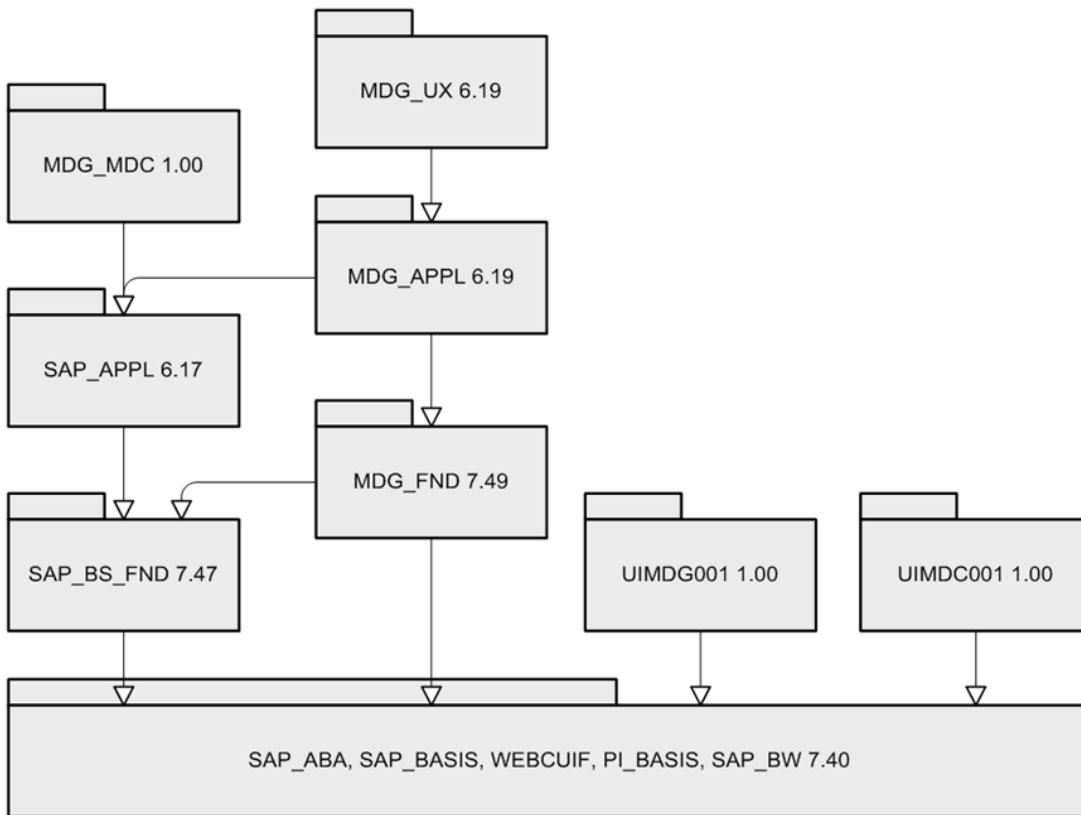 MDG_UX 6.19
MDG_MDC 1.00
MDG_APPL 6.19
SAP_APPL 6.17
MDG_FND 7.49
SAP_BS_FND 7.47
UIMDG001 1.00
UIMDC001 1.00
SAP_ABA, SAP_BASIS, WEBCUIF, PI_BASIS, SAP_BW 7.40